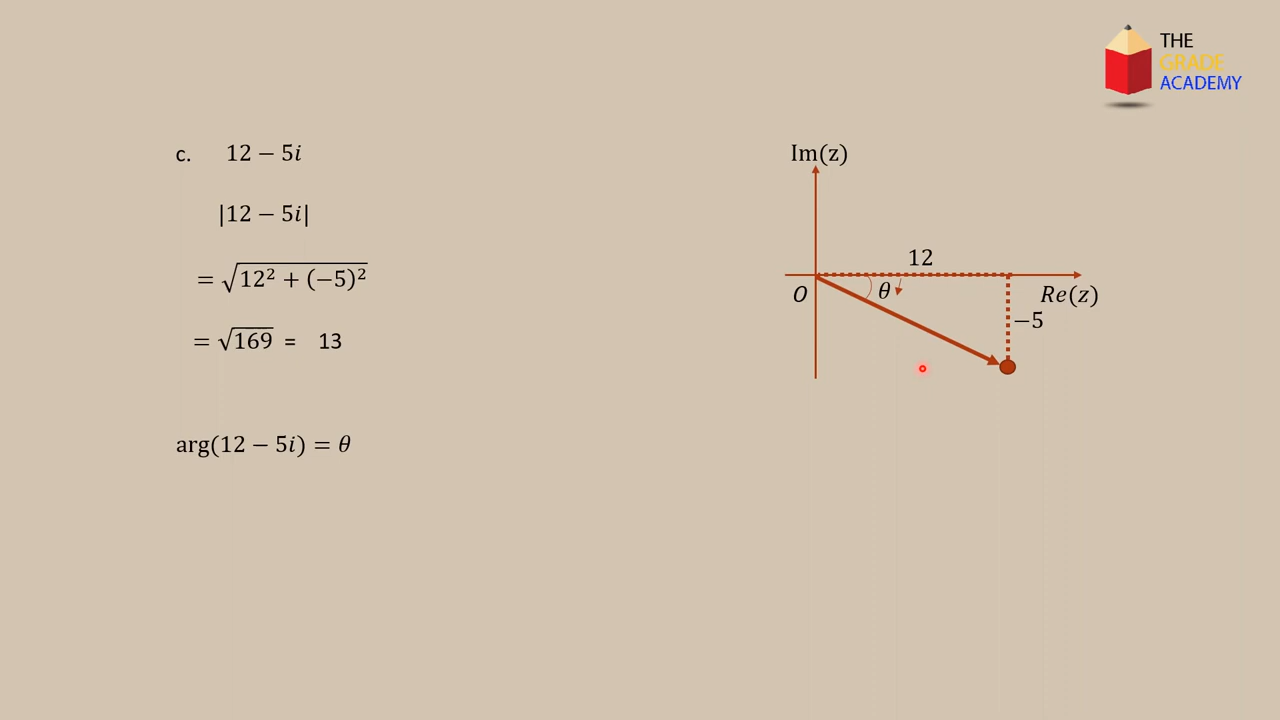 THE
GRADE
ACADEMY
c. 12 − 5𝑖
|12 − 5𝑖|
= √12² + (−5)²
= √169 = 13
arg(12 − 5𝑖) = 𝜃
Im(z)
12
O
θ
Re(z)
−5